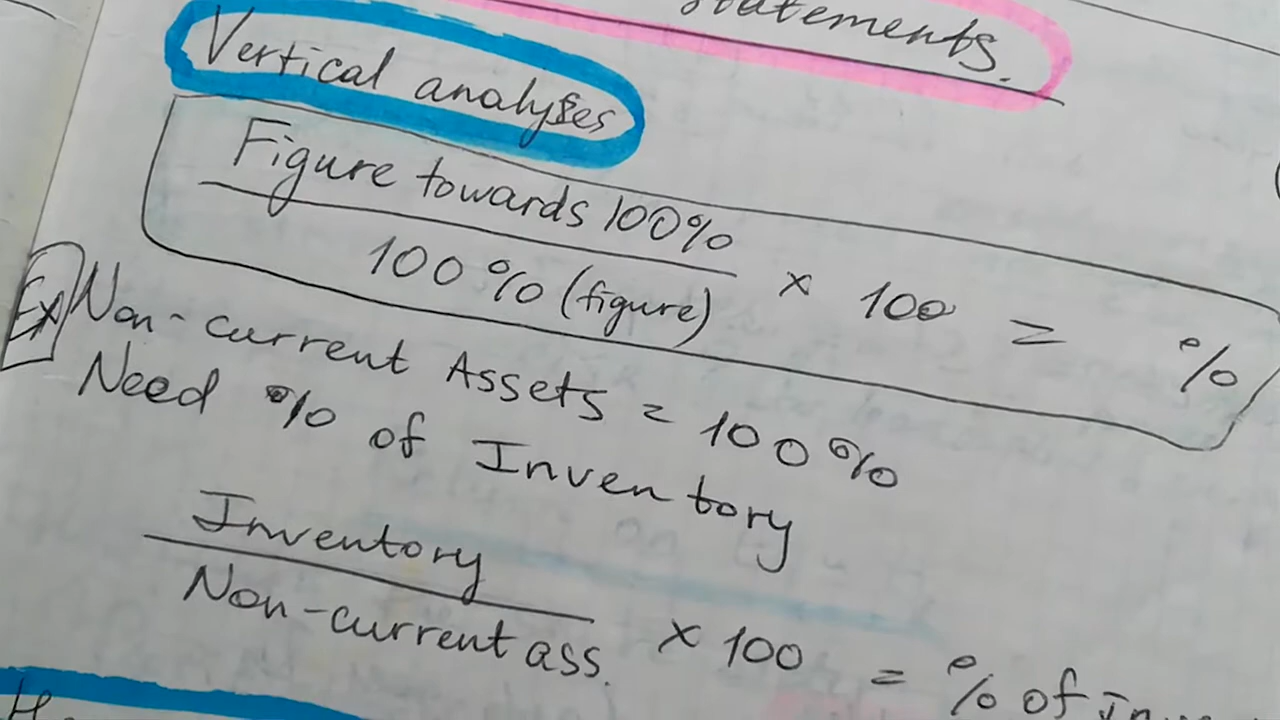 statements.
Vertical analyses
Figure towards 100%
100% (figure) × 100 = %
Ex Non-current Assets = 100%
Need % of Inventory
Inventory
Non-current ass. × 100 = % of